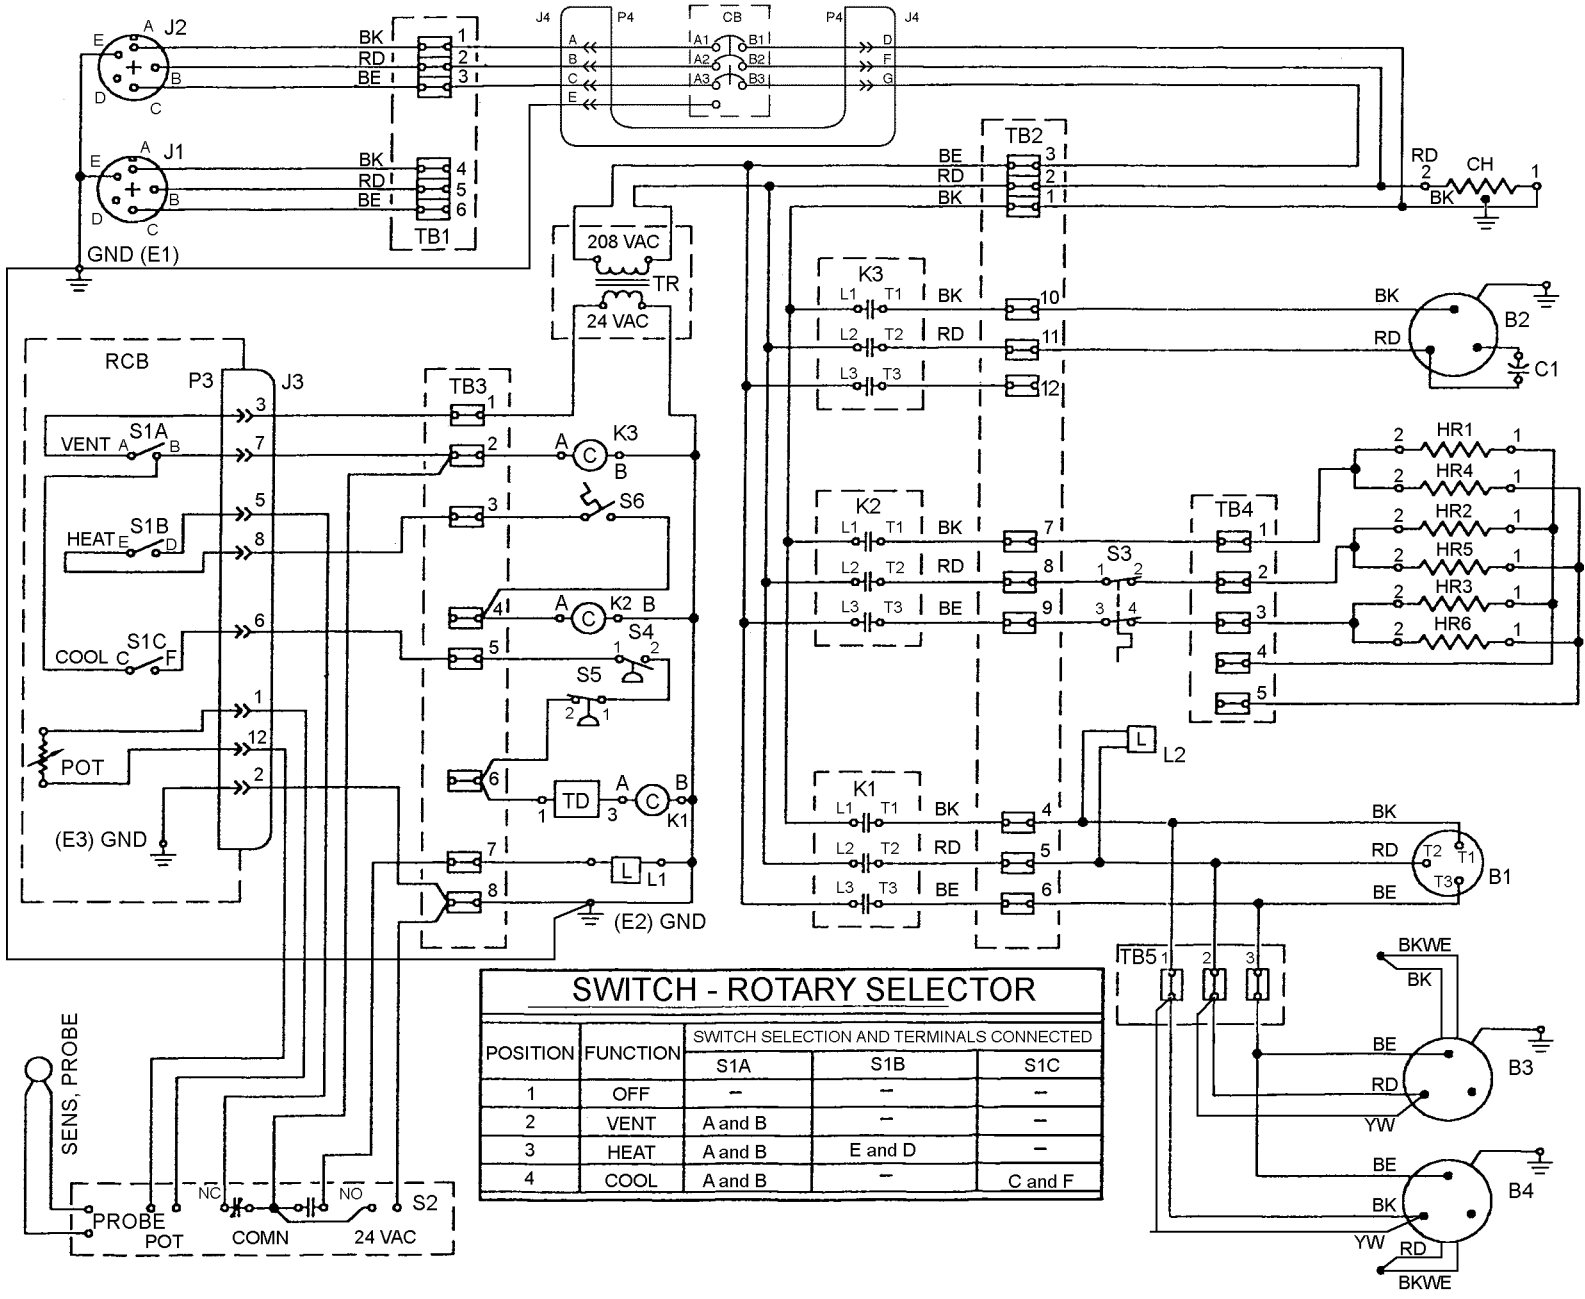 J4 P4 CB P4 J4
A J2 BK 1 A A1 B1 D
E RD 2 B A2 B2 F
B BE 3 C A3 B3 G
D C E
A J1 BK 4
E RD 5
B BE 6
D C TB1
GND (E1)
TB2
BE 3
RD 2
BK 1
RD 2 CH 1
BK
208 VAC
TR
24 VAC
K3
L1 T1 BK 10
L2 T2 RD 11
L3 T3 12
BK B2
RD C1
RCB
P3 J3
3
VENT A S1A B 7
5
HEAT E S1B D 8
6
COOL C S1C F
1
POT 12
2
(E3) GND
TB3
1
2 A C K3 B
3 S6
4 A C K2 B
5 1 S4 2
S5
2 1
6
1 TD 3 A C B K1
7 L L1
8
(E2) GND
K2
L1 T1 BK 7
L2 T2 RD 8
L3 T3 BE 9
S3
1 2
3 4
TB4
1
2
3
4
5
2 HR1 1
2 HR4 1
2 HR2 1
2 HR5 1
2 HR3 1
2 HR6 1
L L2
K1
L1 T1 BK 4
L2 T2 RD 5
L3 T3 BE 6
BK
RD T2 T1
BE T3 B1
TB5 1 2 3
BKWE
BK
BE B3
RD
YW
BE B4
BK
YW
RD
BKWE
SWITCH - ROTARY SELECTOR
POSITION FUNCTION SWITCH SELECTION AND TERMINALS CONNECTED
S1A S1B S1C
1 OFF – – –
2 VENT A and B – –
3 HEAT A and B E and D –
4 COOL A and B – C and F
SENS, PROBE
NC NO S2
PROBE
POT COMN 24 VAC